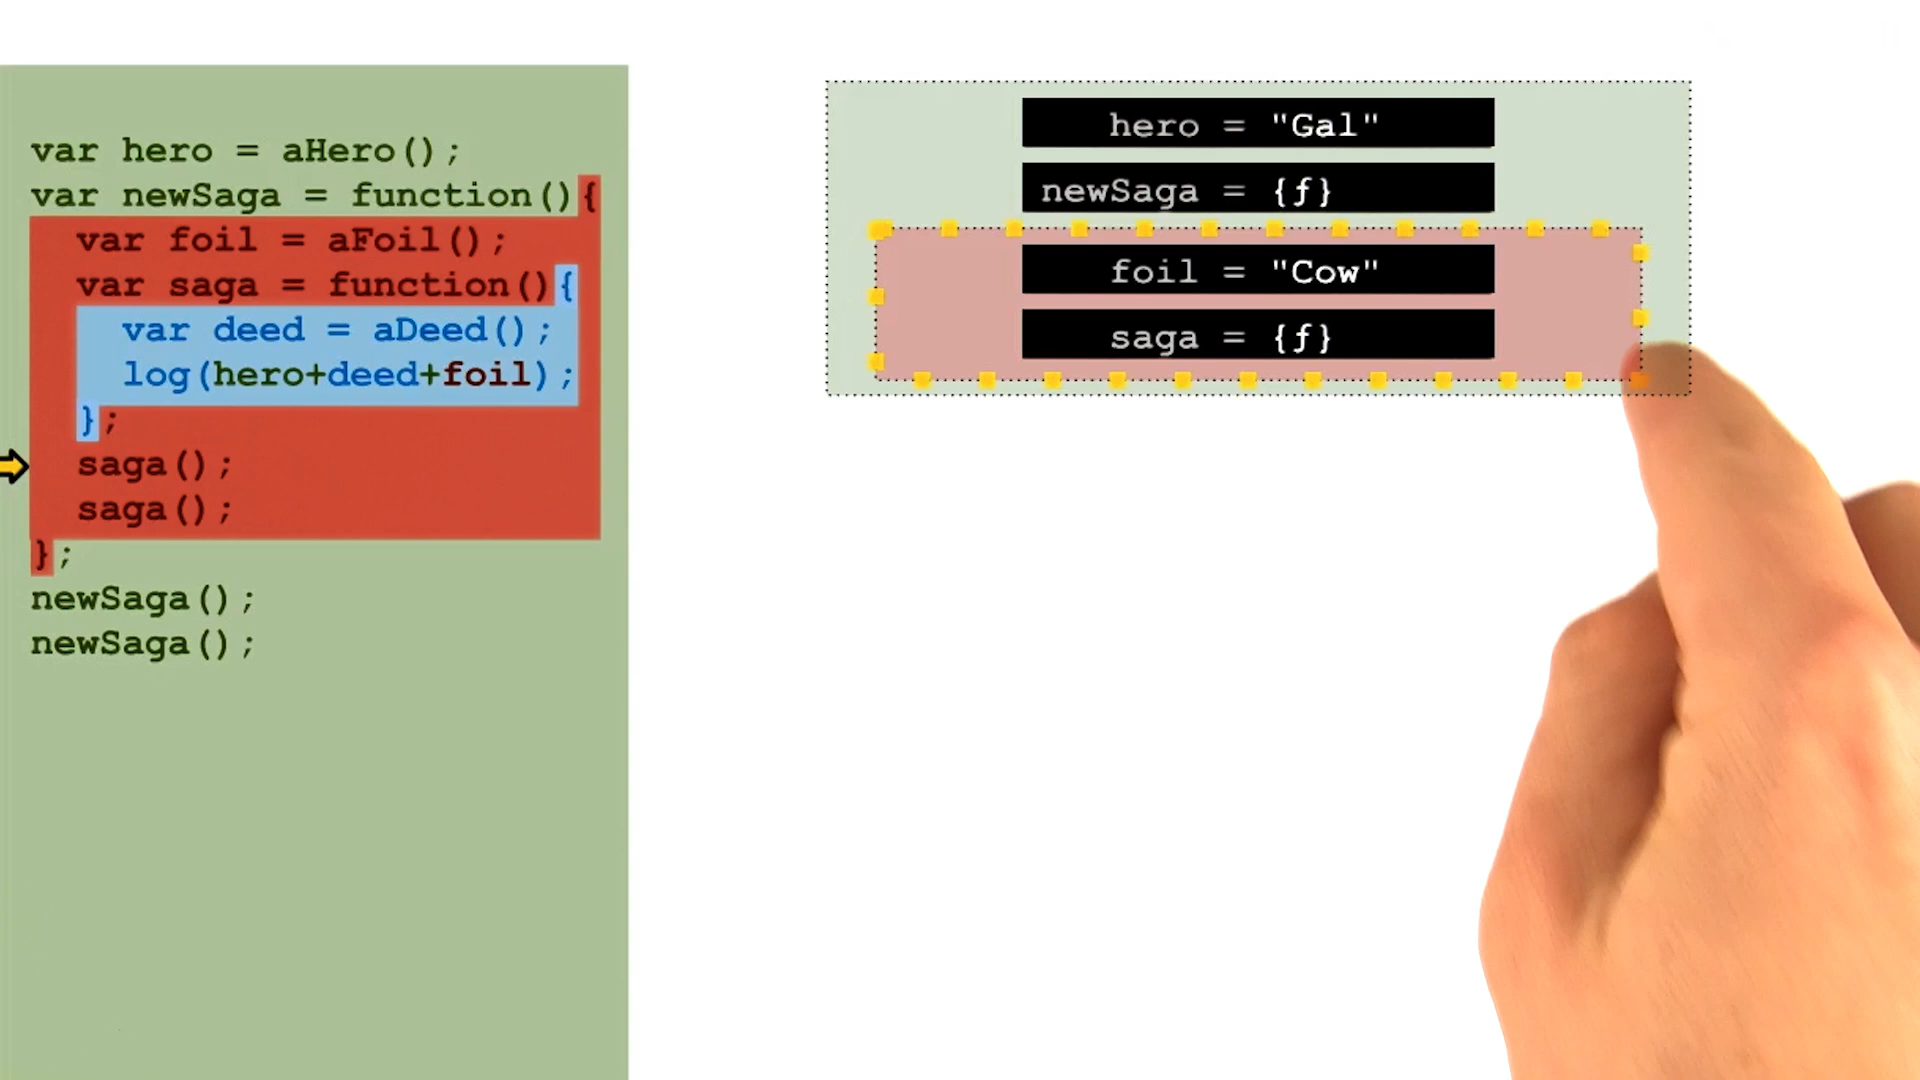 var hero = aHero();
var newSaga = function(){
var foil = aFoil();
var saga = function(){
var deed = aDeed();
log(hero+deed+foil);
};
saga();
saga();
};
newSaga();
newSaga();
hero = "Gal"
newSaga = {ƒ}
foil = "Cow"
saga = {ƒ}